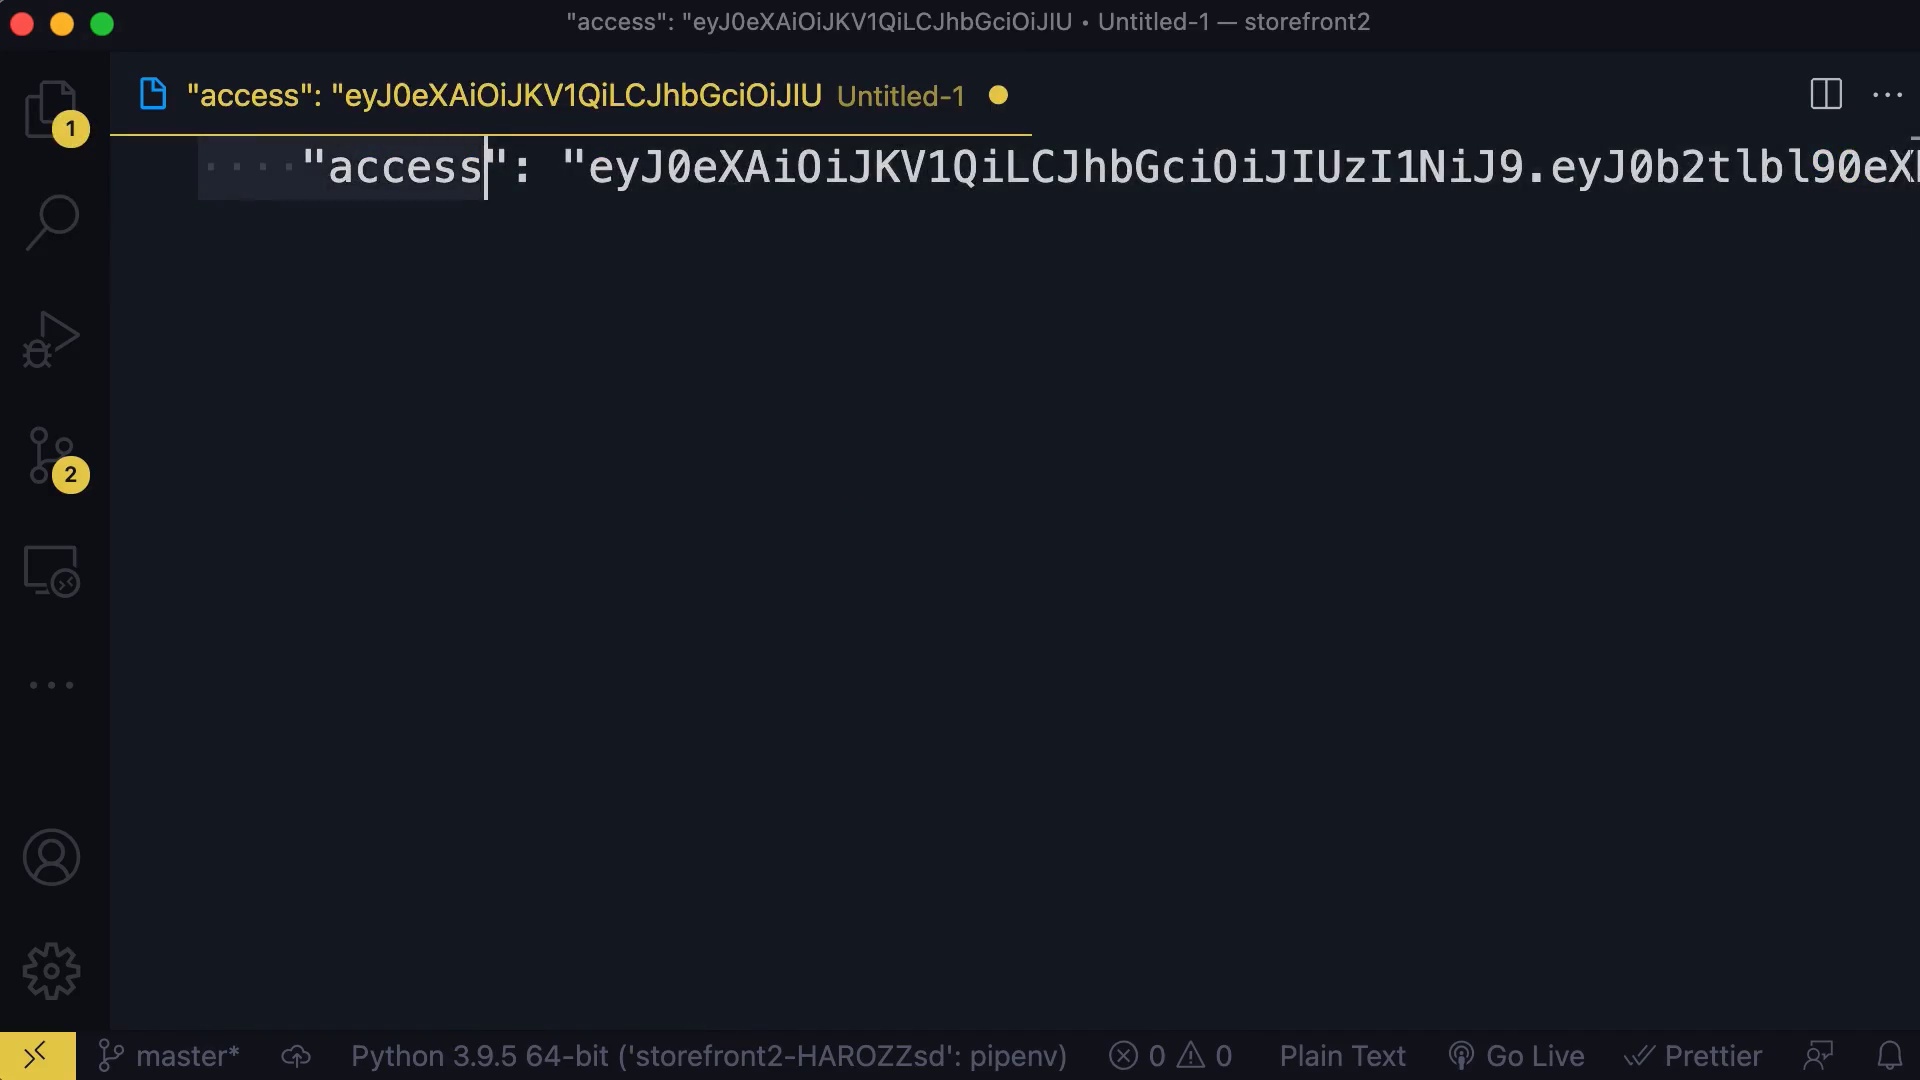 "access": "eyJ0eXAiOiJKV1QiLCJhbGciOiJIU • Untitled-1 — storefront2
"access": "eyJ0eXAiOiJKV1QiLCJhbGciOiJIU Untitled-1
1
"access": "eyJ0eXAiOiJKV1QiLCJhbGciOiJIUzI1NiJ9.eyJ0b2tlbl90eX
2
master* Python 3.9.5 64-bit ('storefront2-HAROZZsd': pipenv) 0 0 Plain Text Go Live Prettier